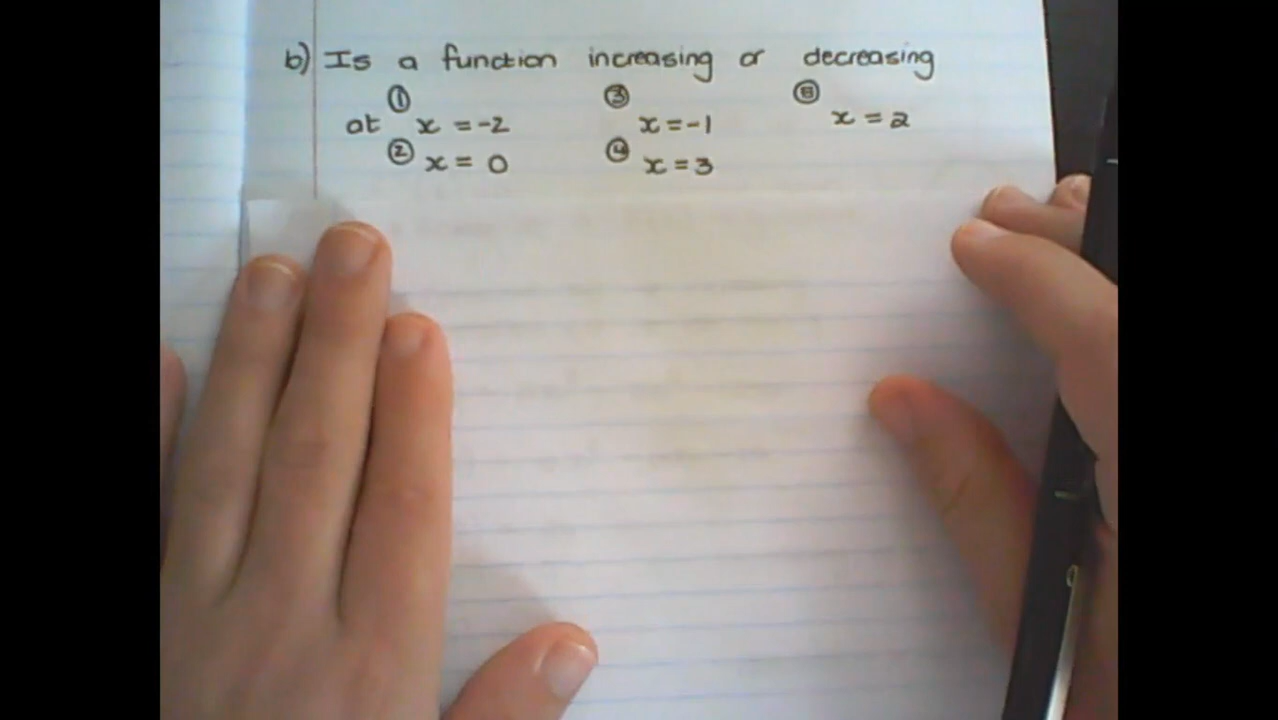 b) Is a function increasing or decreasing
① ③ ⑤
at x = -2 x = -1 x = 2
② x = 0 ④ x = 3